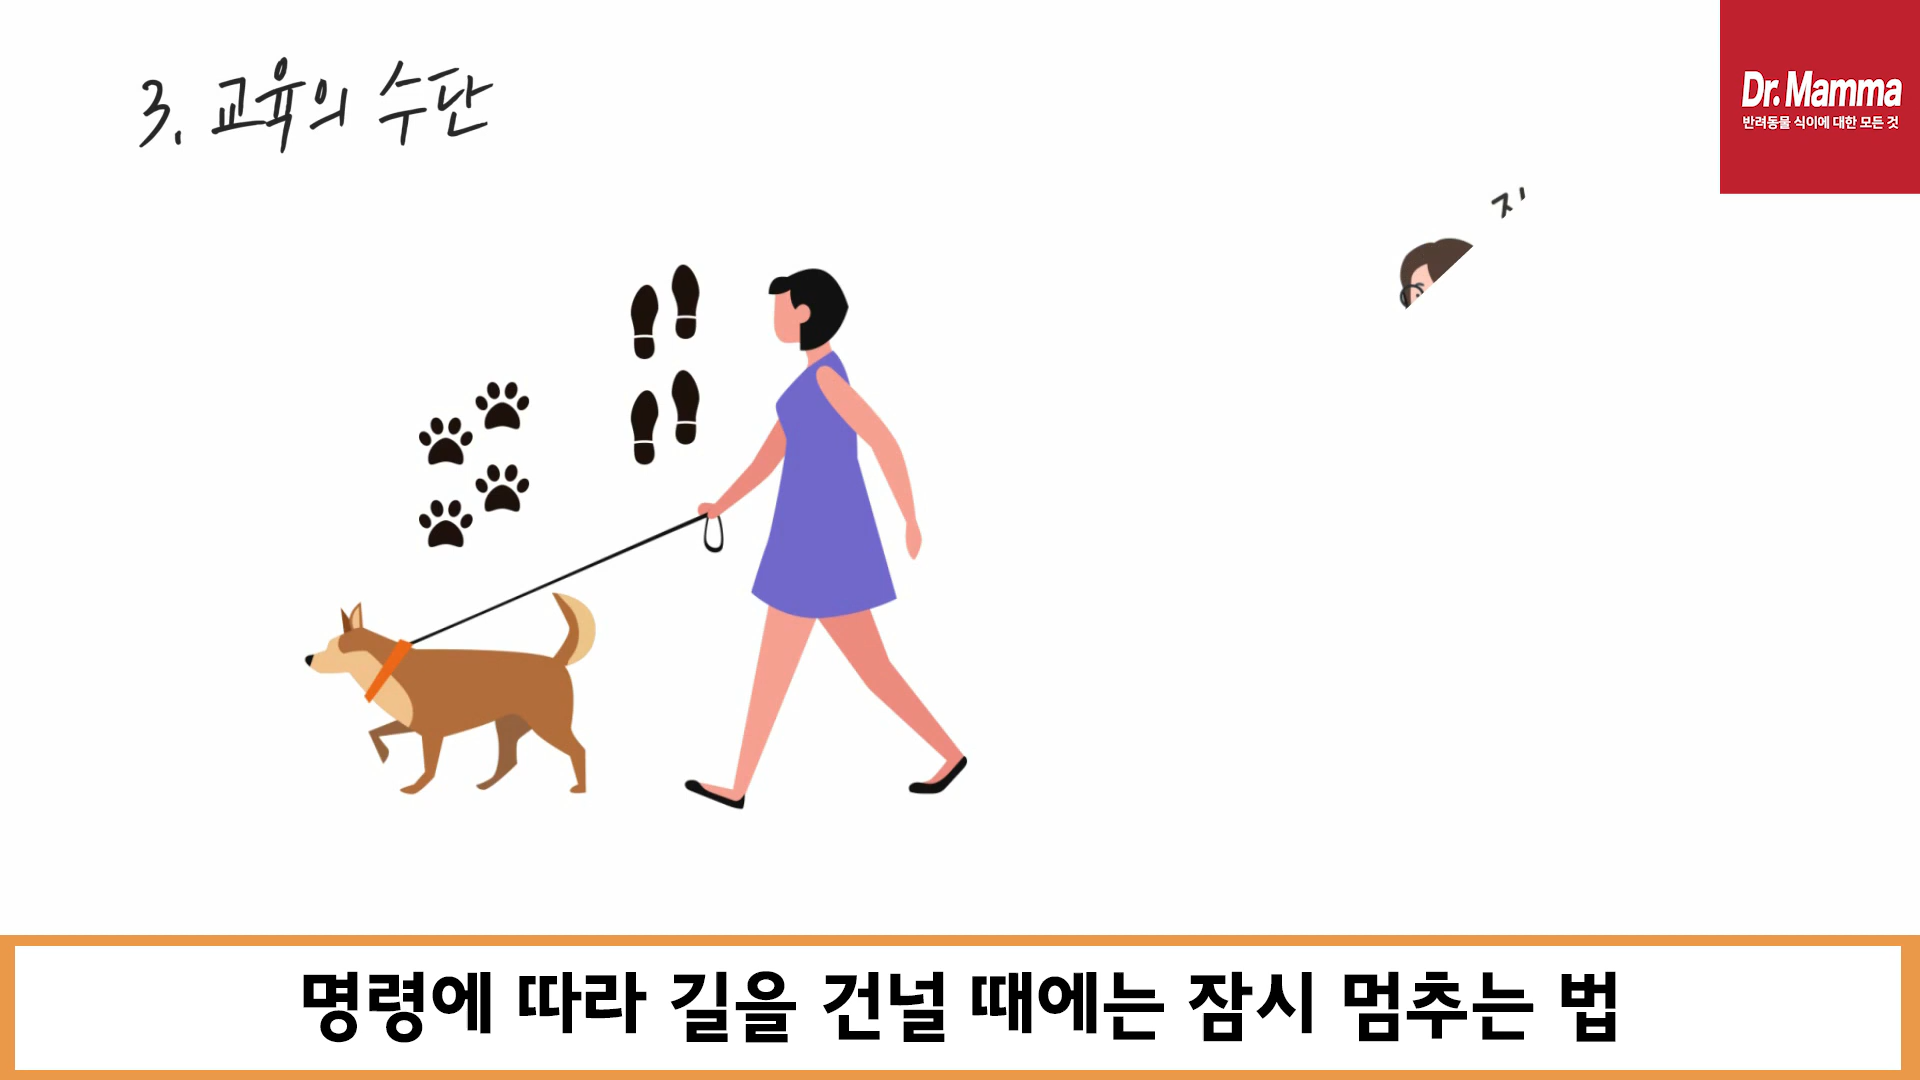 3. 교육의 수단
Dr. Mamma
반려동물 식이에 대한 모든 것
지
명령에 따라 길을 건널 때에는 잠시 멈추는 법